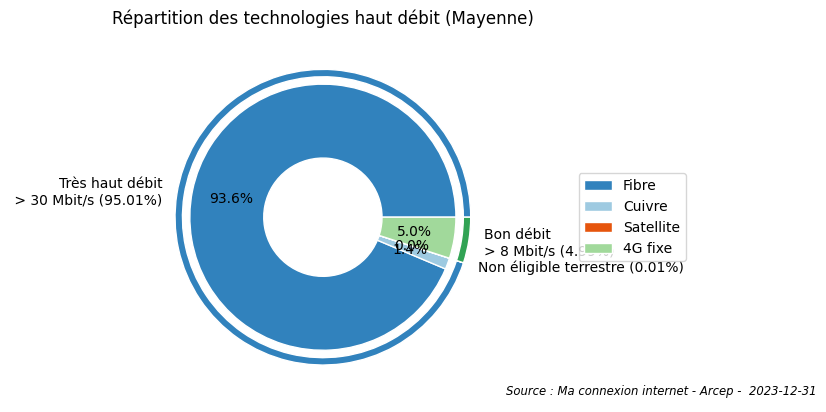 Répartition des technologies haut débit (Mayenne)
Très haut débit
> 30 Mbit/s (95.01%)
93.6%
5.0%
0.0%
1.4%
Bon débit
> 8 Mbit/s
Non éligible terrestre (0.01%)
Fibre
Cuivre
Satellite
4G fixe
Source : Ma connexion internet - Arcep - 2023-12-31